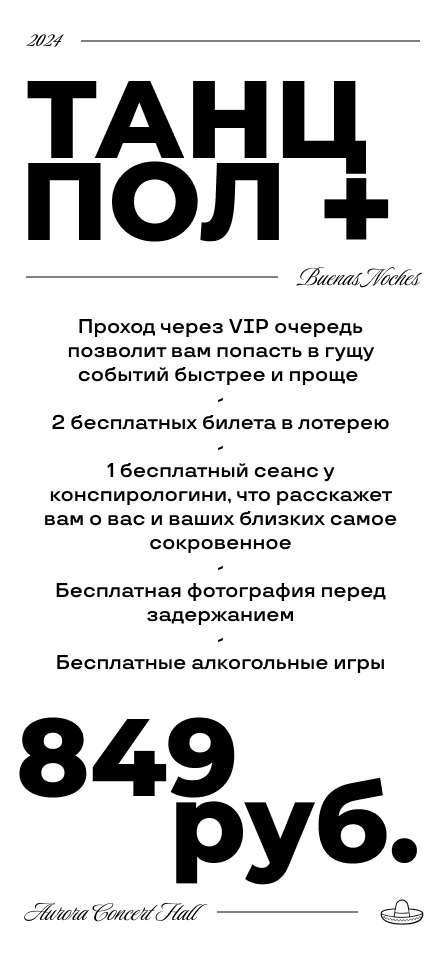 2024
ТАНЦ
ПОЛ +
Buenas Noches
Проход через VIP очередь
позволит вам попасть в гущу
событий быстрее и проще
-
2 бесплатных билета в лотерею
-
1 бесплатный сеанс у
конспирологини, что расскажет
вам о вас и ваших близких самое
сокровенное
-
Бесплатная фотография перед
задержанием
-
Бесплатные алкогольные игры
849
руб.
Aurora Concert Hall